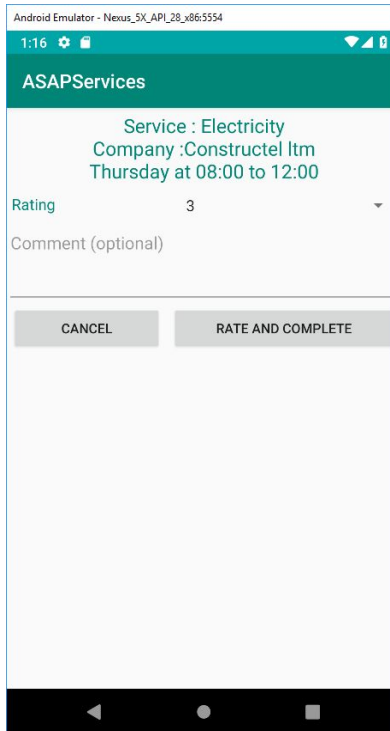 Android Emulator - Nexus_5X_API_28_x86:5554
1:16
ASAPServices
Service : Electricity
Company :Constructel ltm
Thursday at 08:00 to 12:00
Rating 3
Comment (optional)
CANCEL RATE AND COMPLETE